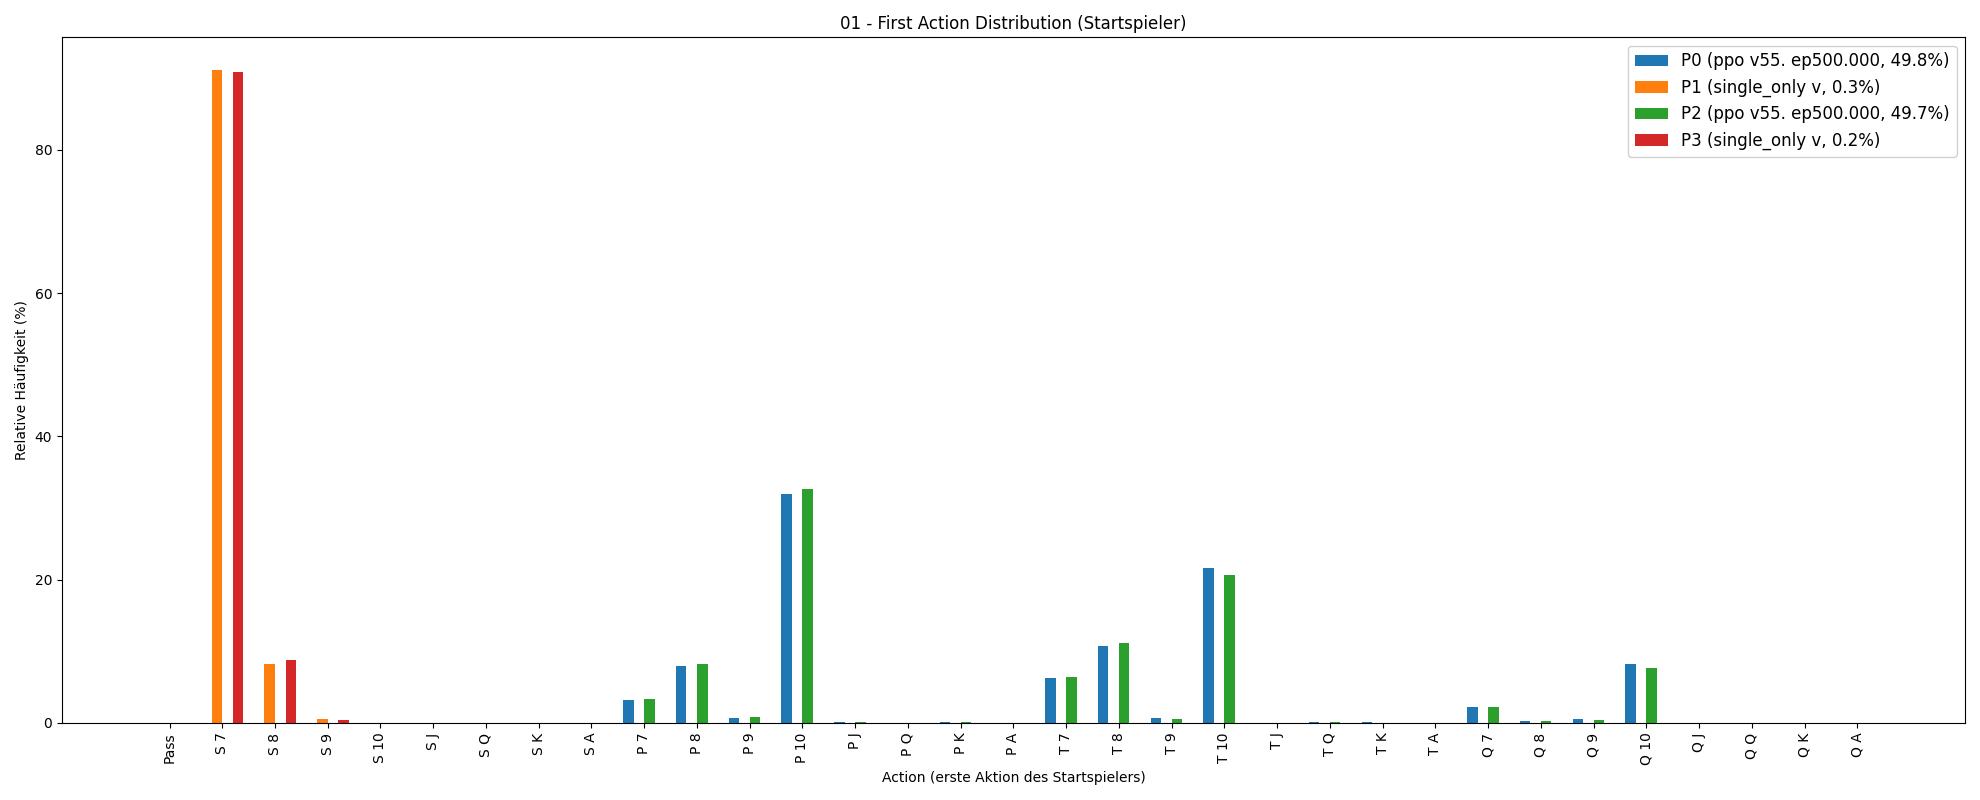 01 - First Action Distribution (Startspieler)
P0 (ppo v55. ep500.000, 49.8%)
P1 (single_only v, 0.3%)
P2 (ppo v55. ep500.000, 49.7%)
P3 (single_only v, 0.2%)
Relative Häufigkeit (%)
80
60
40
20
0
Pass
S 7
S 8
S 9
S 10
S J
S Q
S K
S A
P 7
P 8
P 9
P 10
P J
P Q
P K
P A
T 7
T 8
T 9
T 10
T J
T Q
T K
T A
Q 7
Q 8
Q 9
Q 10
Q J
Q Q
Q K
Q A
Action (erste Aktion des Startspielers)